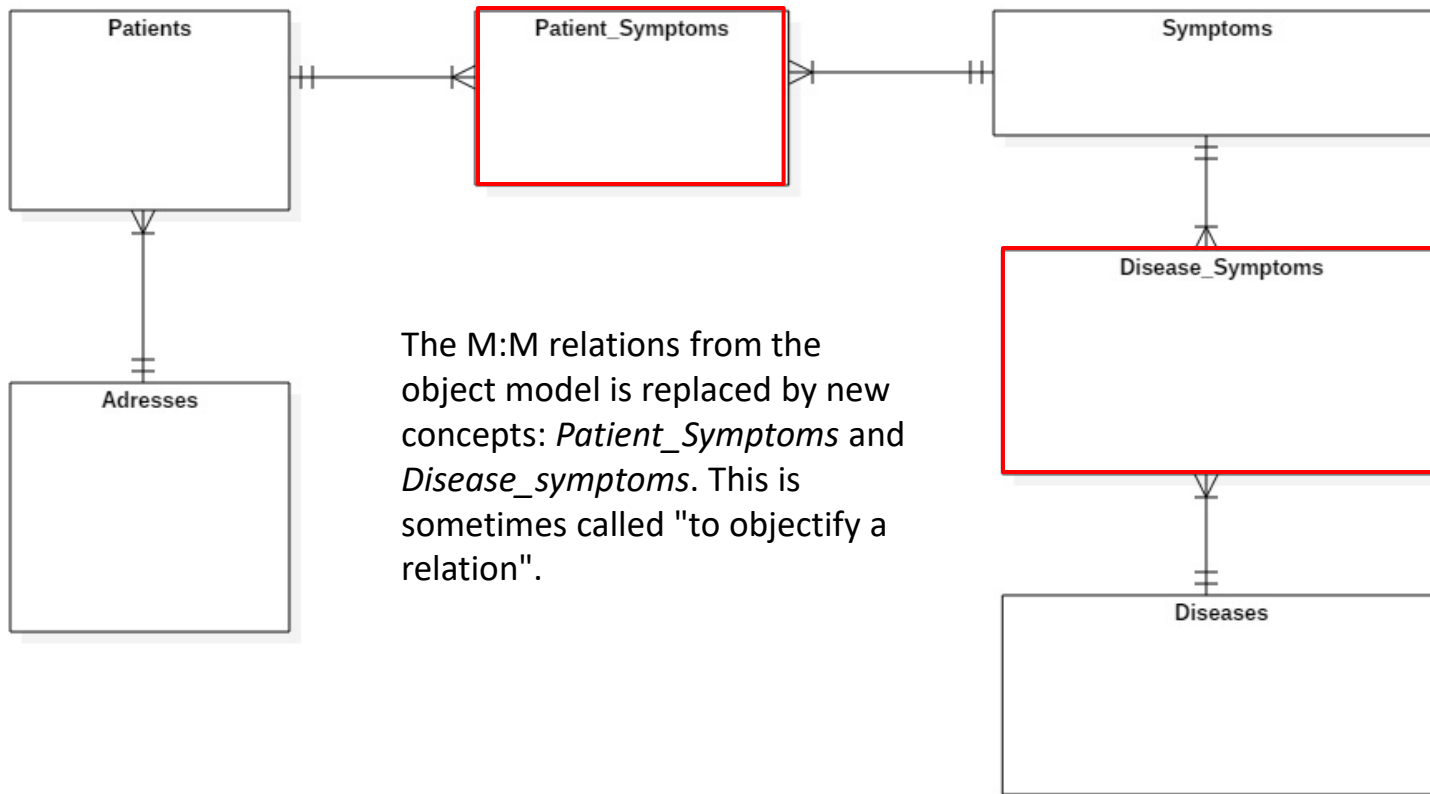 Patients
Patient_Symptoms
Symptoms
Disease_Symptoms
The M:M relations from the
object model is replaced by new
concepts: Patient_Symptoms and
Disease_symptoms. This is
sometimes called "to objectify a
relation".
Adresses
Diseases